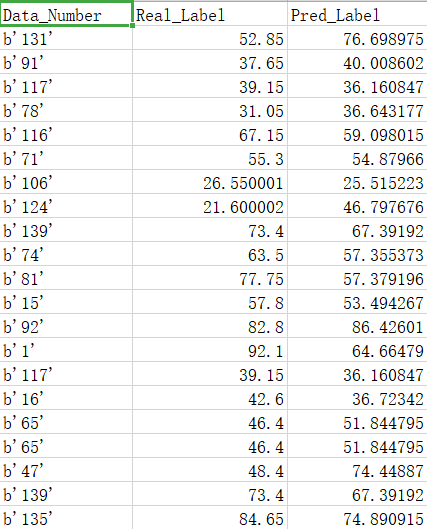 Data_Number Real_Label Pred_Label
b'131' 52.85 76.698975
b'91' 37.65 40.008602
b'117' 39.15 36.160847
b'78' 31.05 36.643177
b'116' 67.15 59.098015
b'71' 55.3 54.87966
b'106' 26.550001 25.515223
b'124' 21.600002 46.797676
b'139' 73.4 67.39192
b'74' 63.5 57.355373
b'81' 77.75 57.379196
b'15' 57.8 53.494267
b'92' 82.8 86.42601
b'1' 92.1 64.66479
b'117' 39.15 36.160847
b'16' 42.6 36.72342
b'65' 46.4 51.844795
b'65' 46.4 51.844795
b'47' 48.4 74.44887
b'139' 73.4 67.39192
b'135' 84.65 74.890915